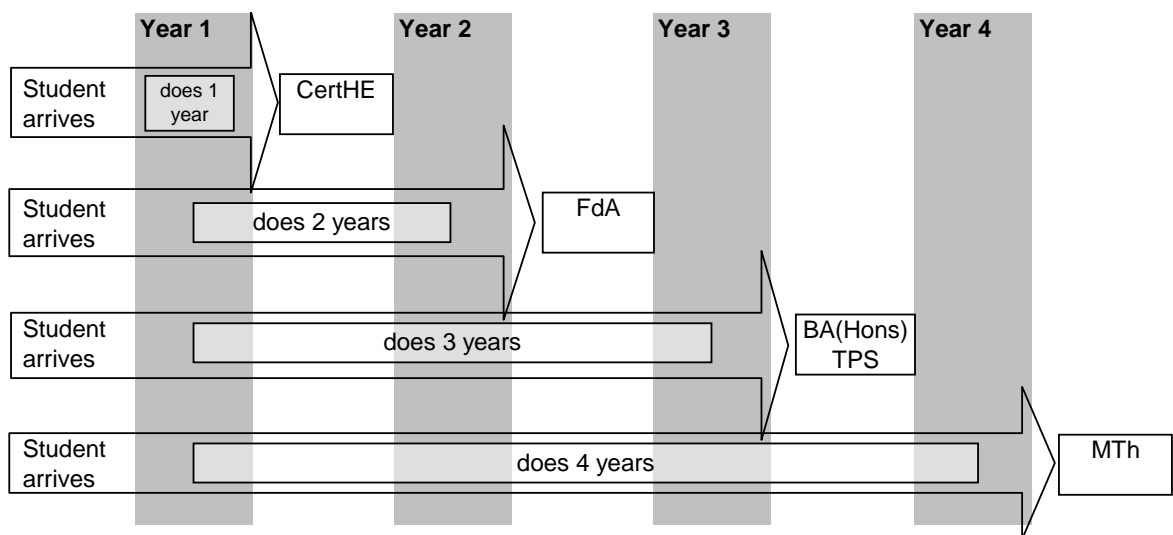 Year 1
Year 2
Year 3
Year 4
Student
arrives
does 1
year
CertHE
Student
arrives
does 2 years
FdA
Student
arrives
does 3 years
BA(Hons)
TPS
Student
arrives
does 4 years
MTh